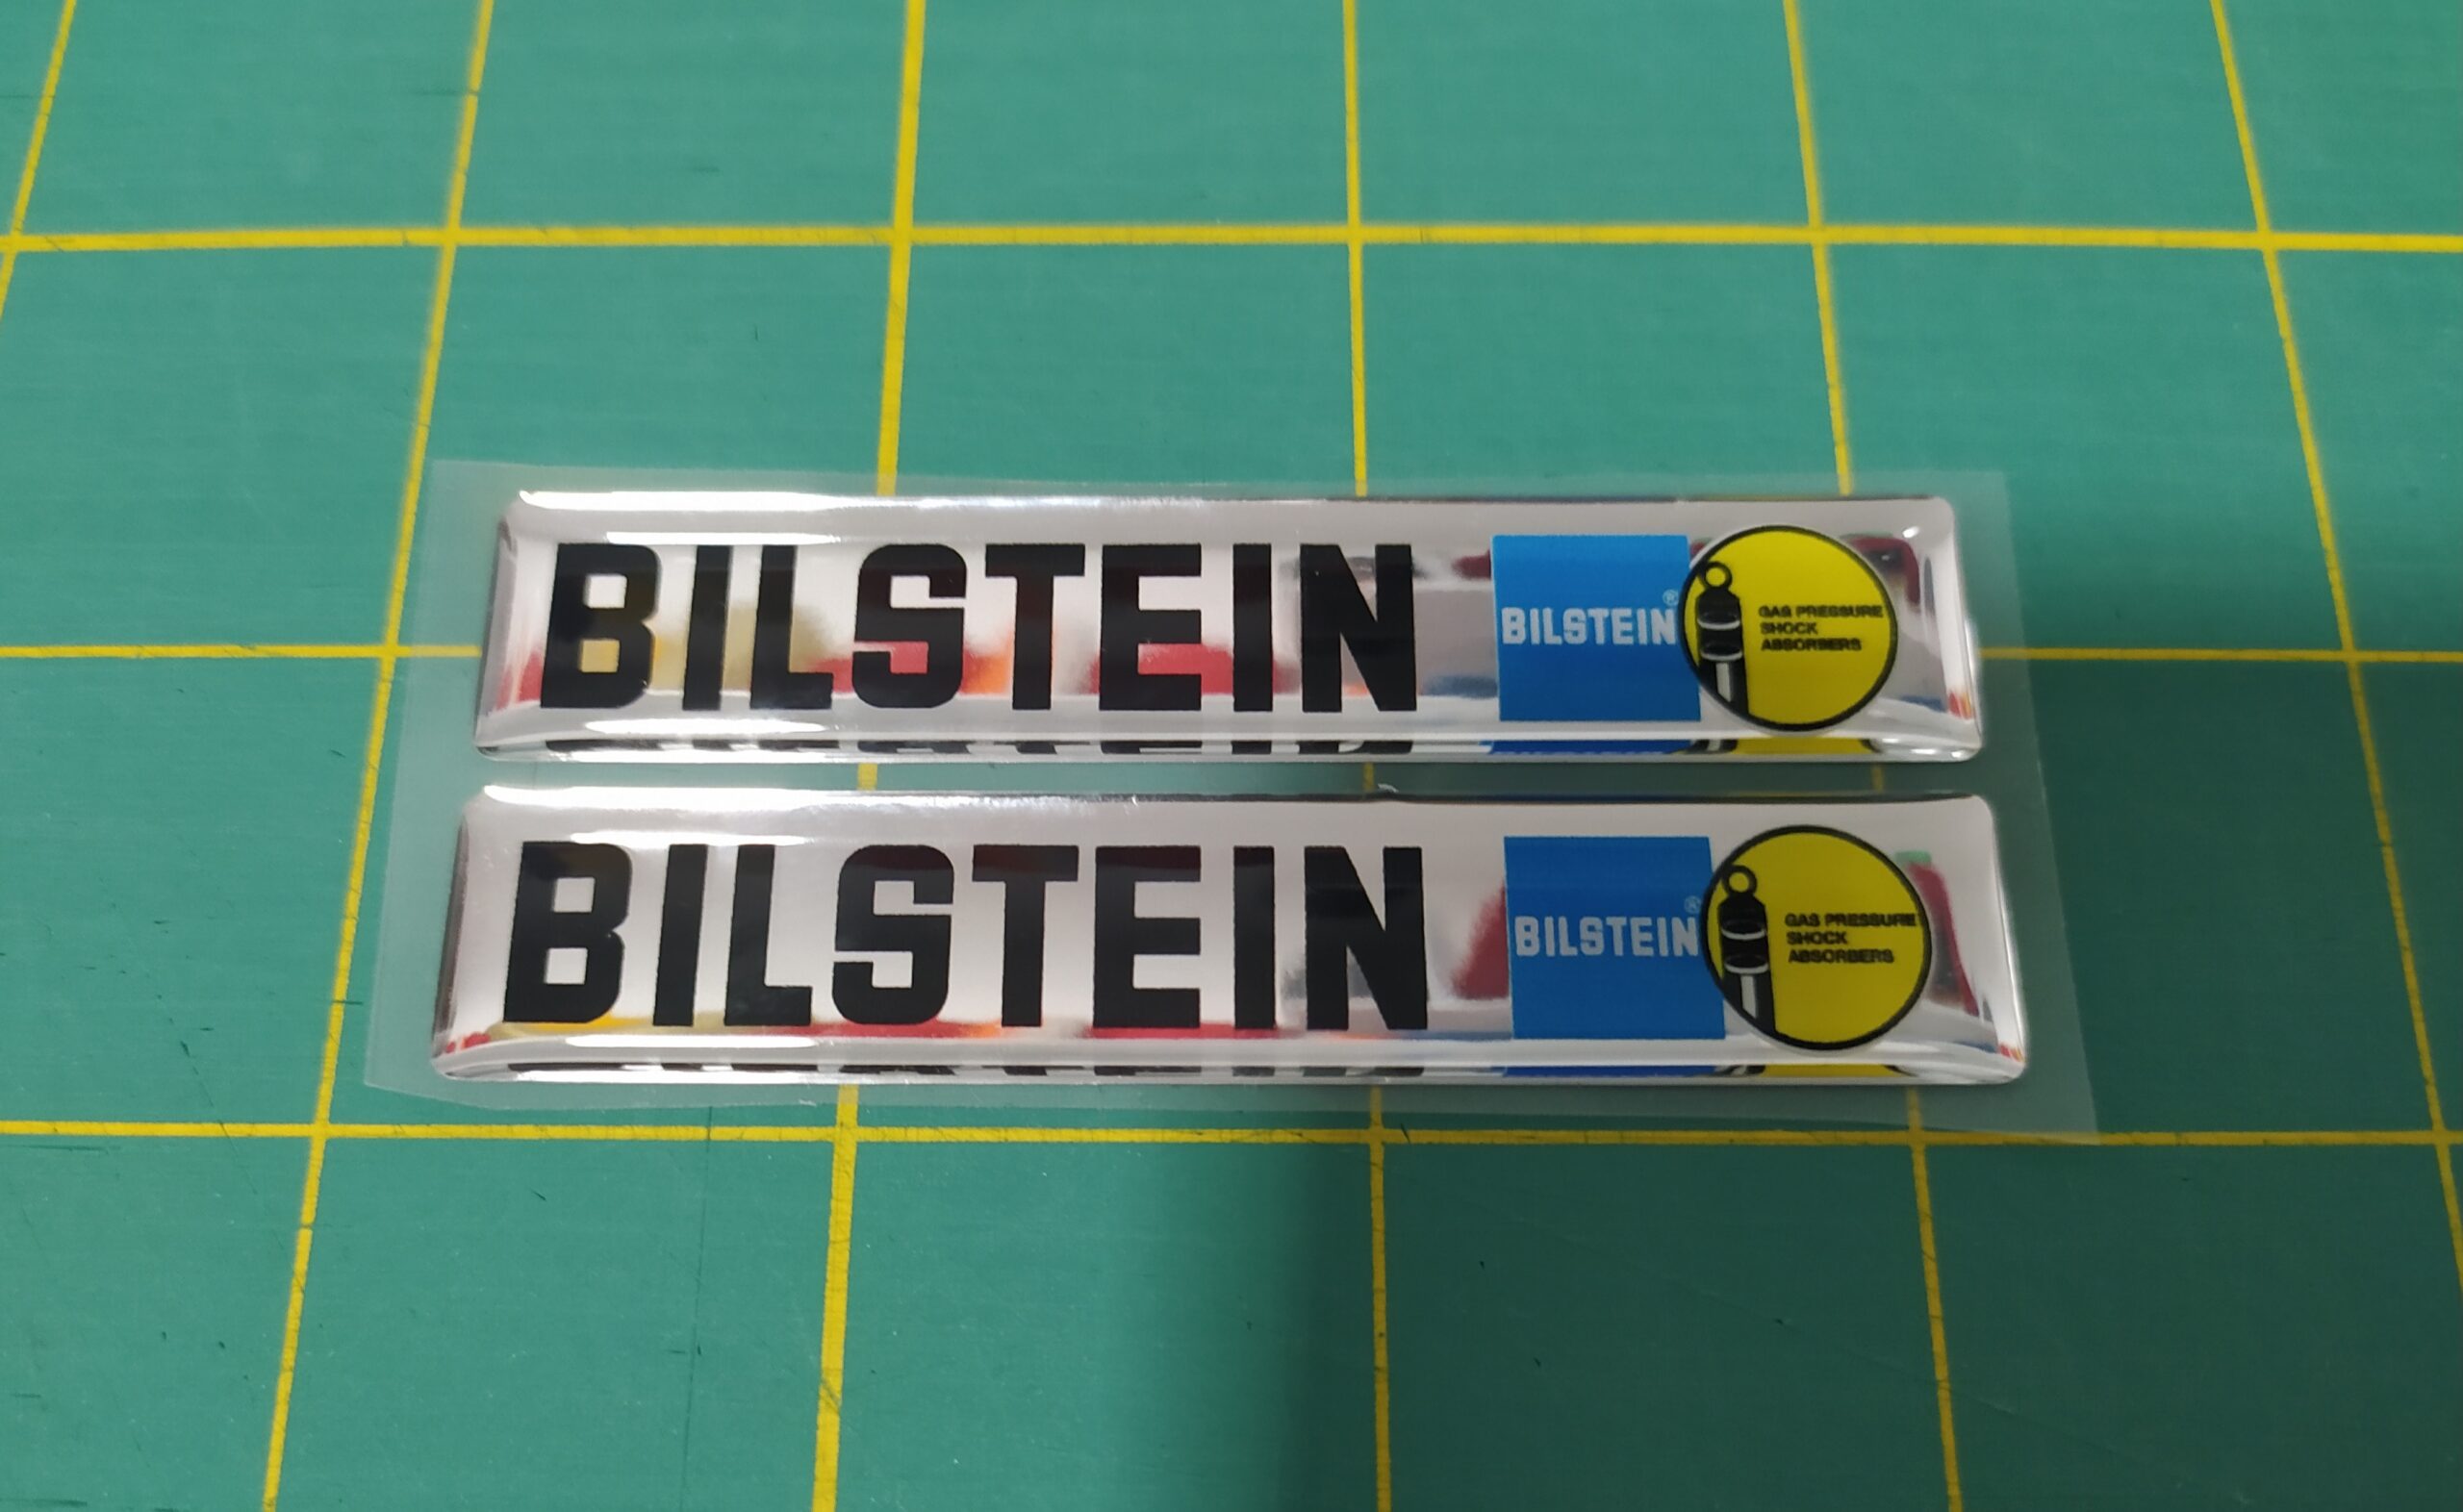 BILSTEIN
BILSTEIN®
GAS PRESSURE
SHOCK
ABSORBERS
BILSTEIN
BILSTEIN®
GAS PRESSURE
SHOCK
ABSORBERS